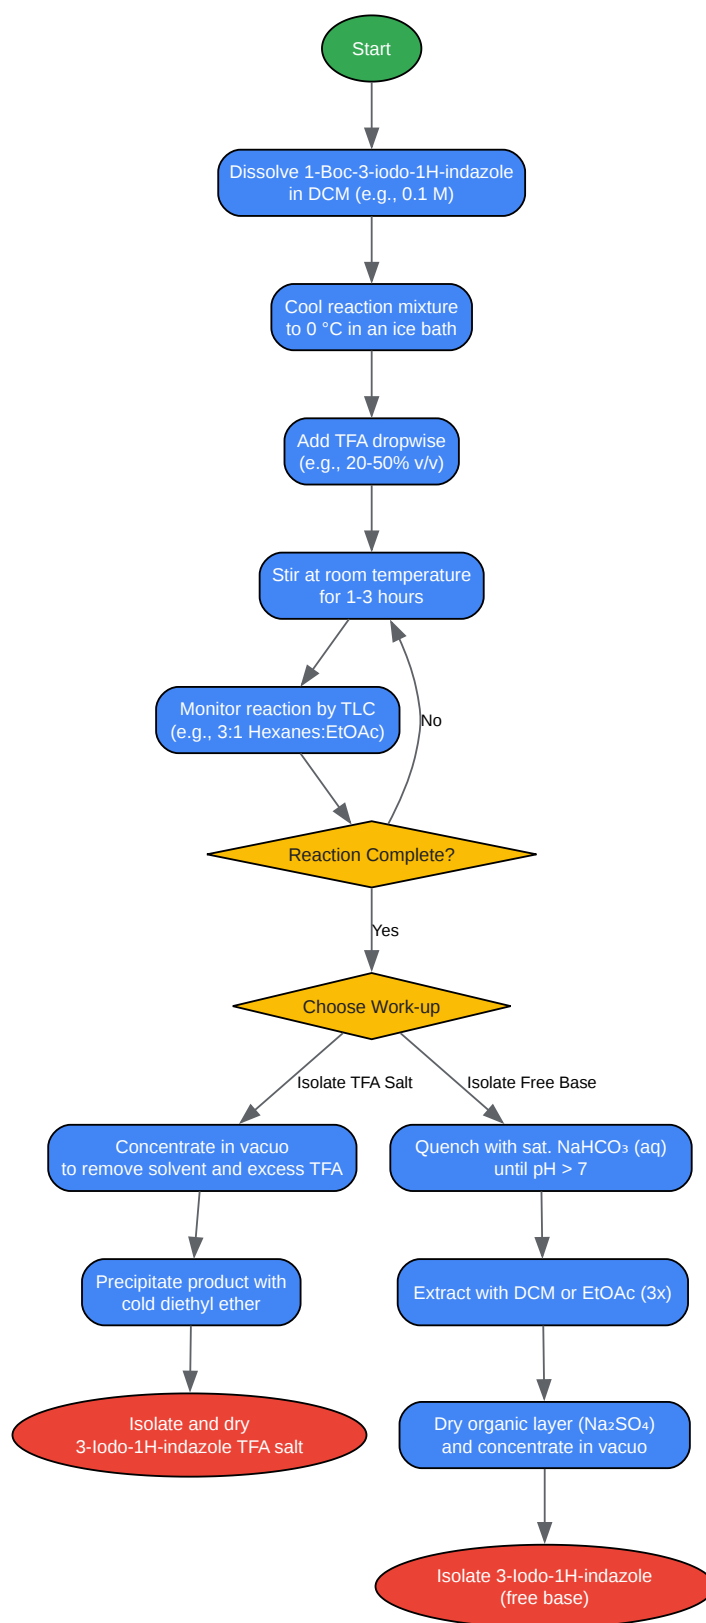 Start
Dissolve 1-Boc-3-iodo-1H-indazole
in DCM (e.g., 0.1 M)
Cool reaction mixture
to 0 °C in an ice bath
Add TFA dropwise
(e.g., 20-50% v/v)
Stir at room temperature
for 1-3 hours
Monitor reaction by TLC
(e.g., 3:1 Hexanes:EtOAc)
No
Reaction Complete?
Yes
Choose Work-up
Isolate TFA Salt
Isolate Free Base
Concentrate in vacuo
to remove solvent and excess TFA
Quench with sat. NaHCO₃ (aq)
until pH > 7
Precipitate product with
cold diethyl ether
Extract with DCM or EtOAc (3x)
Isolate and dry
3-Iodo-1H-indazole TFA salt
Dry organic layer (Na₂SO₄)
and concentrate in vacuo
Isolate 3-Iodo-1H-indazole
(free base)